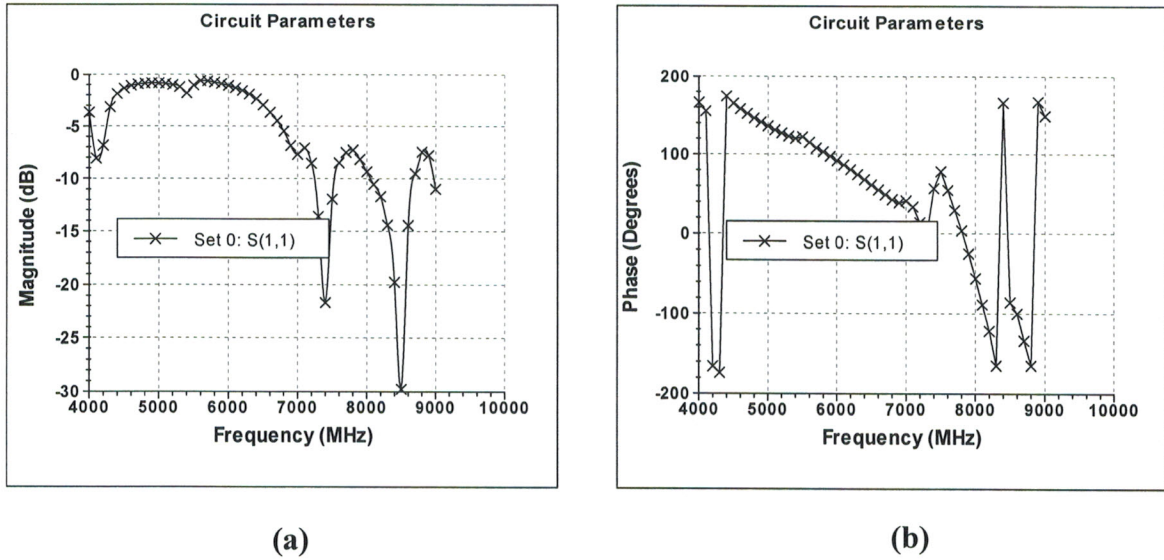 Circuit Parameters
Magnitude (dB)
0
-5
-10
-15
-20
-25
-30
Set 0: S(1,1)
4000 5000 6000 7000 8000 9000 10000
Frequency (MHz)
(a)
Circuit Parameters
Phase (Degrees)
200
100
0
-100
-200
Set 0: S(1,1)
4000 5000 6000 7000 8000 9000 10000
Frequency (MHz)
(b)